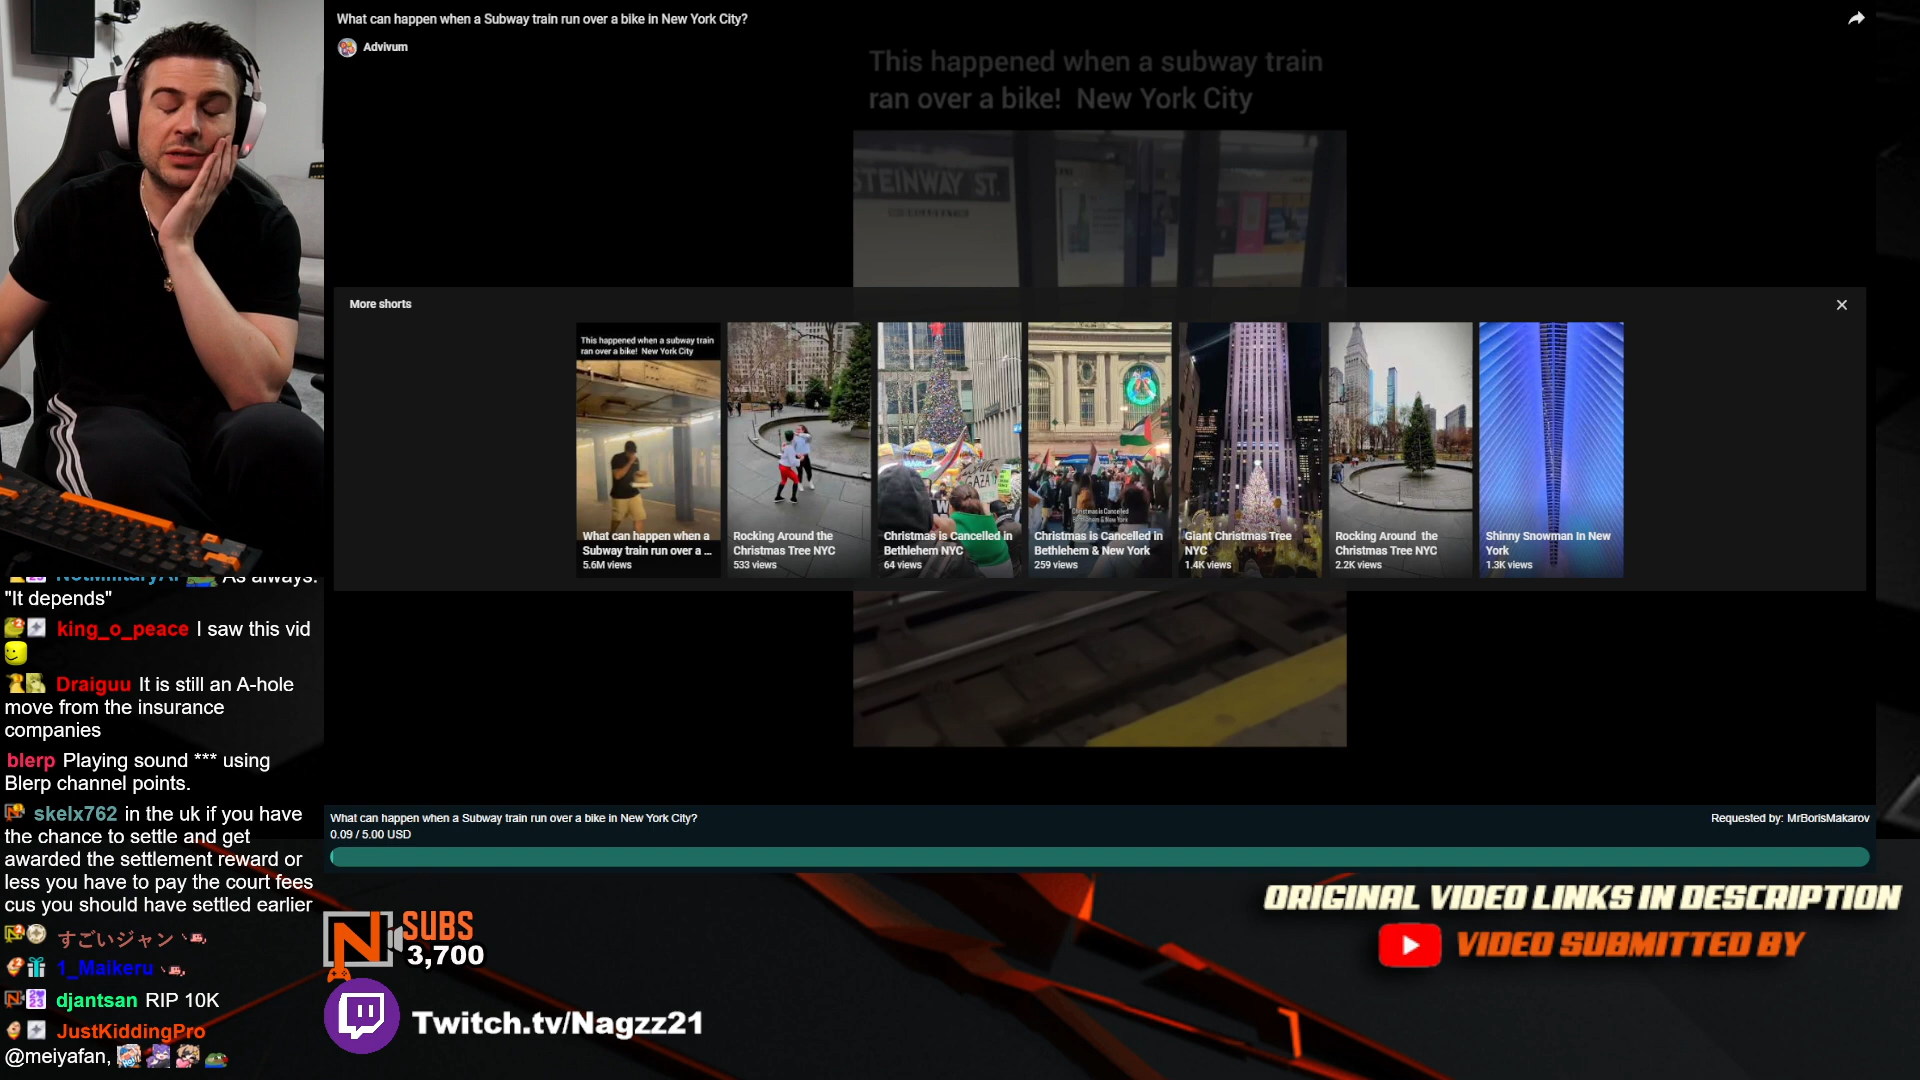 What can happen when a Subway train run over a bike in New York City?
Advivum
This happened when a subway train
ran over a bike! New York City
STEINWAY ST.
More shorts
This happened when a subway train
ran over a bike! New York City
What can happen when a
Subway train run over a ...
5.6M views
Rocking Around the
Christmas Tree NYC
533 views
GAZA
Christmas is Cancelled in
Bethlehem NYC
64 views
Christmas is Cancelled
Bethlehem & New York
Christmas is Cancelled in
Bethlehem & New York
259 views
Giant Christmas Tree
NYC
1.4K views
Rocking Around the
Christmas Tree NYC
2.2K views
Shinny Snowman In New
York
1.3K views
As always.
"It depends"
king_o_peace I saw this vid
Draiguu It is still an A-hole
move from the insurance
companies
blerp Playing sound *** using
Blerp channel points.
skelx762 in the uk if you have
the chance to settle and get
awarded the settlement reward or
less you have to pay the court fees
cus you should have settled earlier
すごいジャン
1_Maikeru
djantsan RIP 10K
JustKiddingPro
@meiyafan,
What can happen when a Subway train run over a bike in New York City?
Requested by: MrBorisMakarov
0.09 / 5.00 USD
N SUBS
3,700
Twitch.tv/Nagzz21
ORIGINAL VIDEO LINKS IN DESCRIPTION
VIDEO SUBMITTED BY